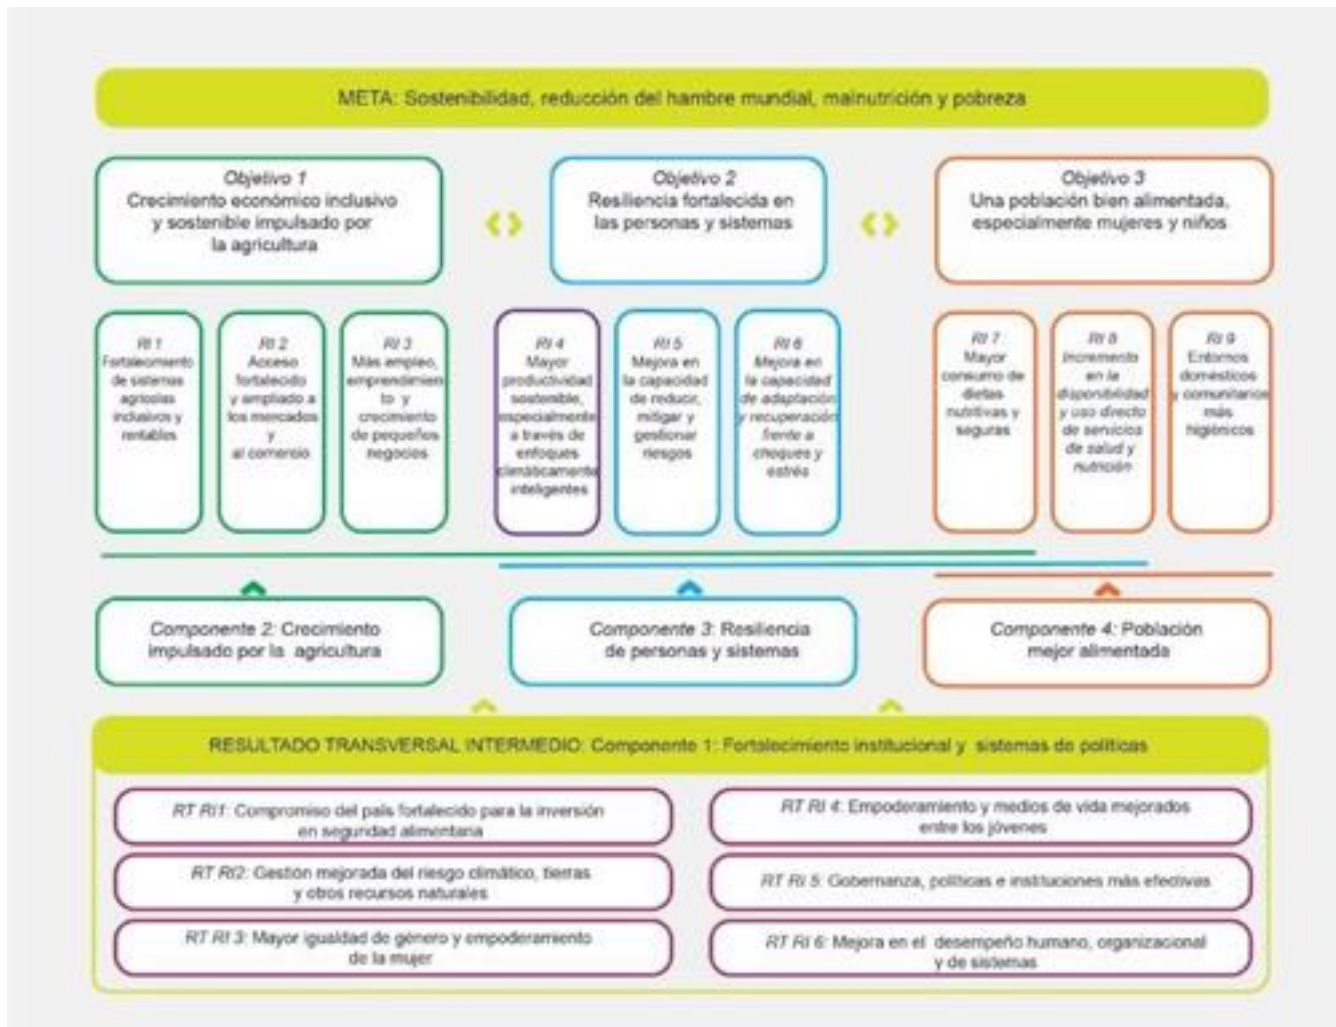 META: Sostenibilidad, reducción del hambre mundial, malnutrición y pobreza
Objetivo 1
Crecimiento económico inclusivo
y sostenible impulsado por
la agricultura
Objetivo 2
Resiliencia fortalecida en
las personas y sistemas
Objetivo 3
Una población bien alimentada,
especialmente mujeres y niños
RI 1
Fortalecimiento
de sistemas
agrícolas
inclusivos y
rentables
RI 2
Acceso
fortalecido
y ampliado a
los mercados
y
al comercio
RI 3
Más empleo,
emprendimien
to y
crecimiento
de pequeños
negocios
RI 4
Mayor
productividad
sostenible,
especialmente
a través de
enfoques
climáticamente
inteligentes
RI 5
Mejora en
la capacidad
de reducir,
mitigar y
gestionar
riesgos
RI 6
Mejora en
la capacidad
de adaptación
y recuperación
frente a
choques y
estrés
RI 7
Mayor
consumo de
dietas
nutritivas y
seguras
RI 8
Incremento
en la
disponibilidad
y uso directo
de servicios
de salud y
nutrición
RI 9
Entornos
domésticos
y comunitarios
más
higiénicos
Componente 2: Crecimiento
impulsado por la agricultura
Componente 3: Resiliencia
de personas y sistemas
Componente 4: Población
mejor alimentada
RESULTADO TRANSVERSAL INTERMEDIO: Componente 1: Fortalecimiento institucional y sistemas de políticas
RT RI1: Compromiso del país fortalecido para la inversión
en seguridad alimentaria
RT RI2: Gestión mejorada del riesgo climático, tierras
y otros recursos naturales
RT RI 3: Mayor igualdad de género y empoderamiento
de la mujer
RT RI 4: Empoderamiento y medios de vida mejorados
entre los jóvenes
RT RI 5: Gobernanza, políticas e instituciones más efectivas
RT RI 6: Mejora en el desempeño humano, organizacional
y de sistemas